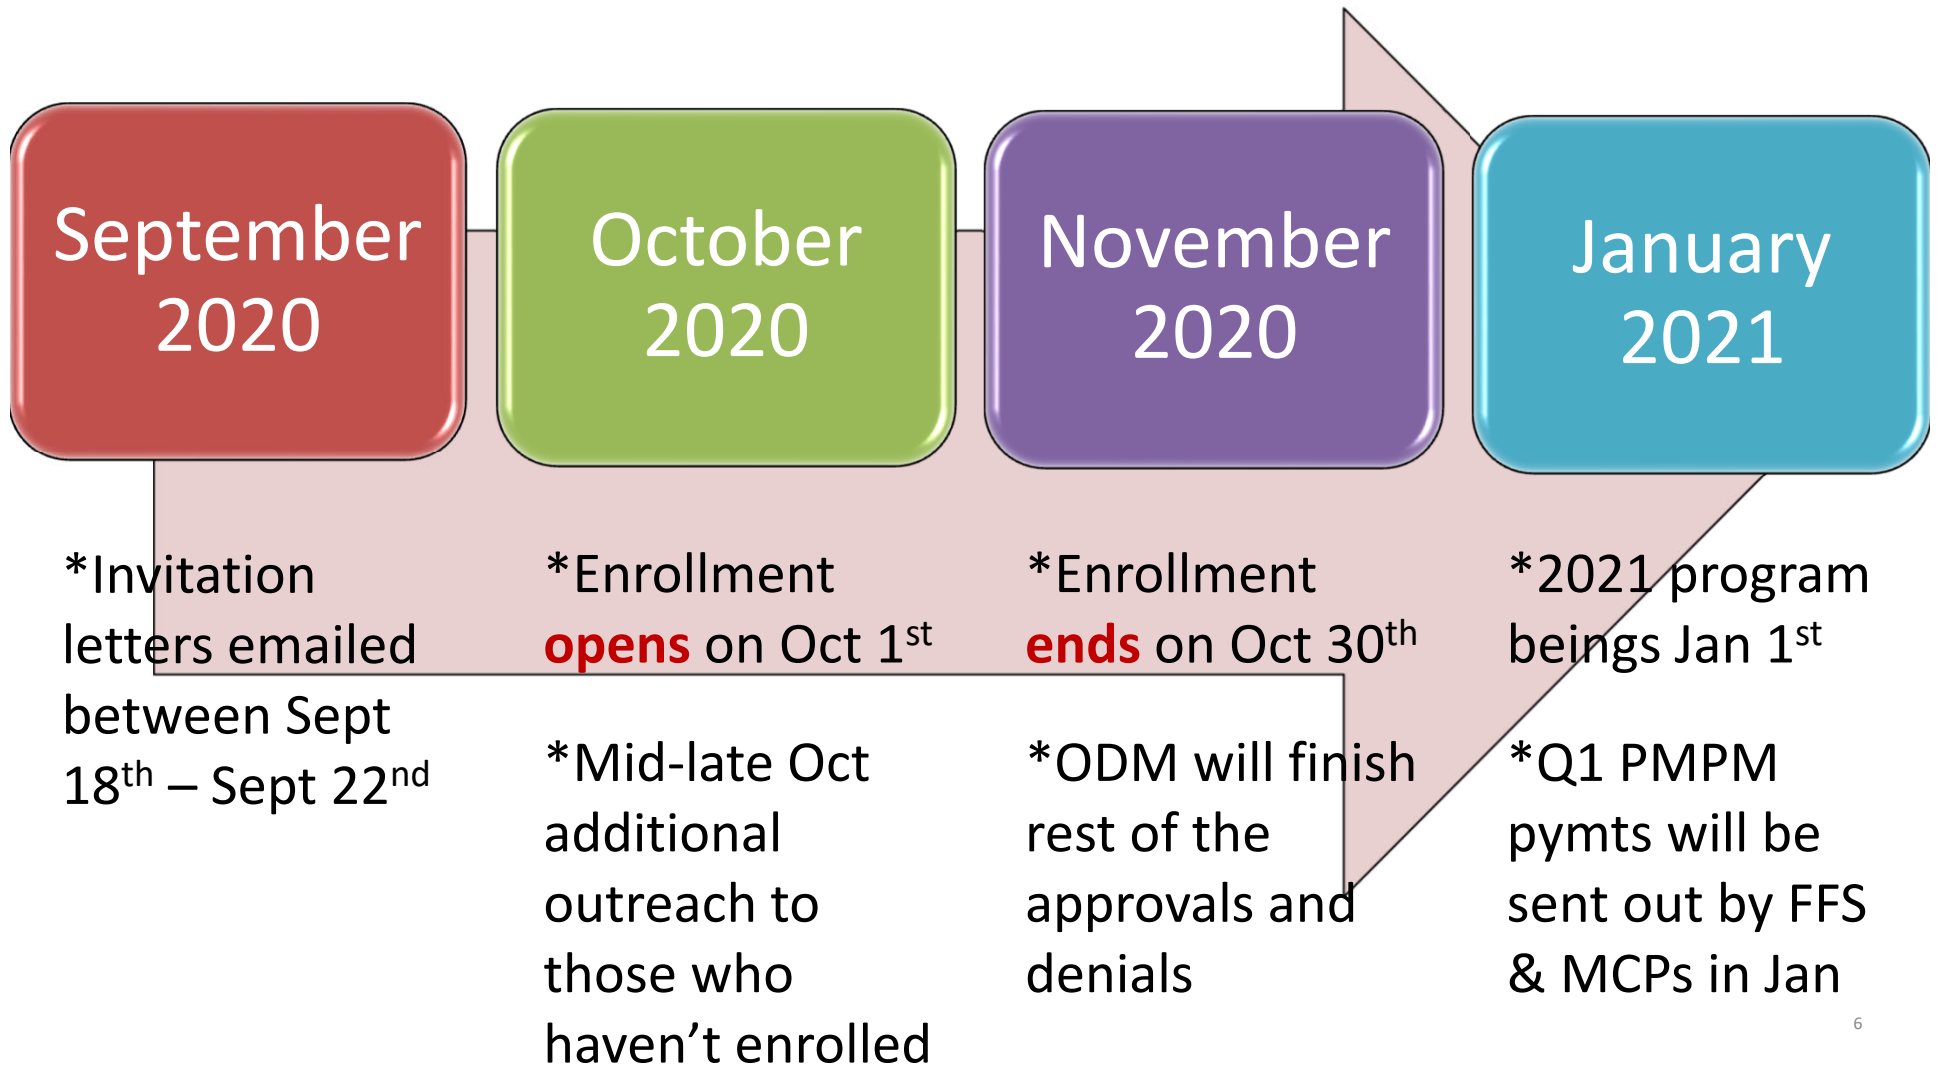 September
2020
October
2020
November
2020
January
2021
*Invitation
letters emailed
between Sept
18th – Sept 22nd
*Enrollment
opens on Oct 1st
*Mid-late Oct
additional
outreach to
those who
haven’t enrolled
*Enrollment
ends on Oct 30th
*ODM will finish
rest of the
approvals and
denials
*2021 program
beings Jan 1st
*Q1 PMPM
pymts will be
sent out by FFS
& MCPs in Jan
6